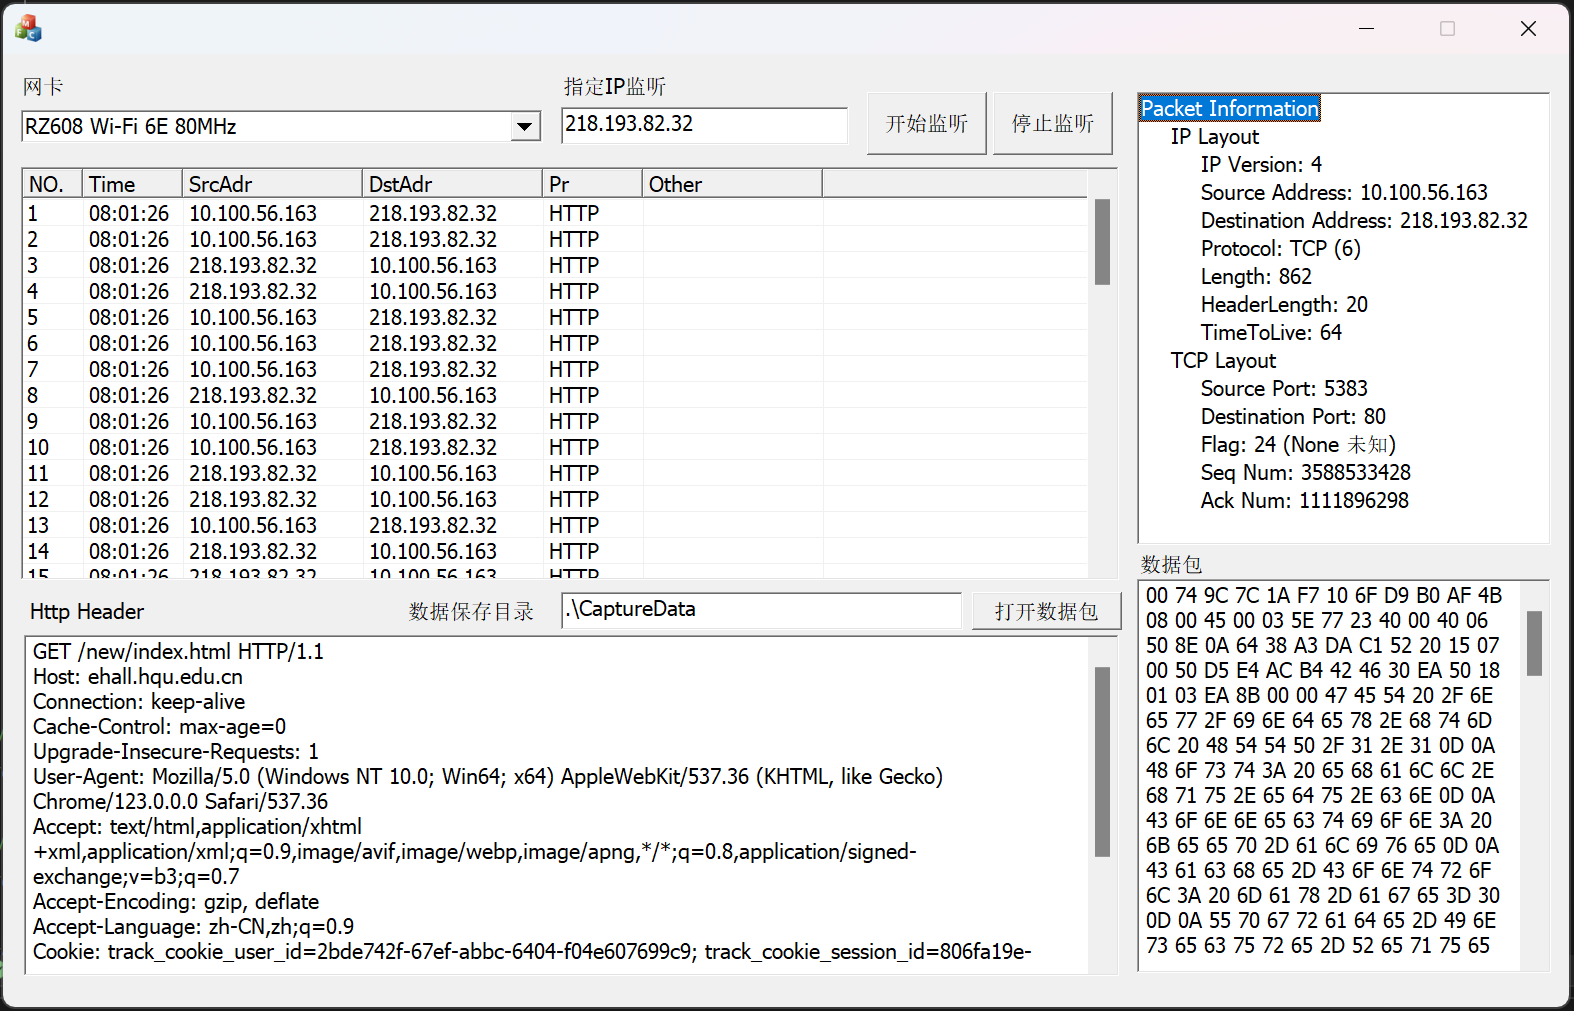 网卡
指定IP监听
RZ608 Wi-Fi 6E 80MHz
218.193.82.32
开始监听
停止监听
NO. Time SrcAdr DstAdr Pr Other
1 08:01:26 10.100.56.163 218.193.82.32 HTTP
2 08:01:26 10.100.56.163 218.193.82.32 HTTP
3 08:01:26 218.193.82.32 10.100.56.163 HTTP
4 08:01:26 218.193.82.32 10.100.56.163 HTTP
5 08:01:26 10.100.56.163 218.193.82.32 HTTP
6 08:01:26 10.100.56.163 218.193.82.32 HTTP
7 08:01:26 10.100.56.163 218.193.82.32 HTTP
8 08:01:26 218.193.82.32 10.100.56.163 HTTP
9 08:01:26 10.100.56.163 218.193.82.32 HTTP
10 08:01:26 10.100.56.163 218.193.82.32 HTTP
11 08:01:26 218.193.82.32 10.100.56.163 HTTP
12 08:01:26 218.193.82.32 10.100.56.163 HTTP
13 08:01:26 10.100.56.163 218.193.82.32 HTTP
14 08:01:26 218.193.82.32 10.100.56.163 HTTP
15 08:01:26 218.193.82.32 10.100.56.163 HTTP
Http Header
数据保存目录
.\CaptureData
打开数据包
GET /new/index.html HTTP/1.1
Host: ehall.hqu.edu.cn
Connection: keep-alive
Cache-Control: max-age=0
Upgrade-Insecure-Requests: 1
User-Agent: Mozilla/5.0 (Windows NT 10.0; Win64; x64) AppleWebKit/537.36 (KHTML, like Gecko)
Chrome/123.0.0.0 Safari/537.36
Accept: text/html,application/xhtml
+xml,application/xml;q=0.9,image/avif,image/webp,image/apng,*/*;q=0.8,application/signed-
exchange;v=b3;q=0.7
Accept-Encoding: gzip, deflate
Accept-Language: zh-CN,zh;q=0.9
Cookie: track_cookie_user_id=2bde742f-67ef-abbc-6404-f04e607699c9; track_cookie_session_id=806fa19e-
Packet Information
IP Layout
IP Version: 4
Source Address: 10.100.56.163
Destination Address: 218.193.82.32
Protocol: TCP (6)
Length: 862
HeaderLength: 20
TimeToLive: 64
TCP Layout
Source Port: 5383
Destination Port: 80
Flag: 24 (None 未知)
Seq Num: 3588533428
Ack Num: 1111896298
数据包
00 74 9C 7C 1A F7 10 6F D9 B0 AF 4B
08 00 45 00 03 5E 77 23 40 00 40 06
50 8E 0A 64 38 A3 DA C1 52 20 15 07
00 50 D5 E4 AC B4 42 46 30 EA 50 18
01 03 EA 8B 00 00 47 45 54 20 2F 6E
65 77 2F 69 6E 64 65 78 2E 68 74 6D
6C 20 48 54 54 50 2F 31 2E 31 0D 0A
48 6F 73 74 3A 20 65 68 61 6C 6C 2E
68 71 75 2E 65 64 75 2E 63 6E 0D 0A
43 6F 6E 6E 65 63 74 69 6F 6E 3A 20
6B 65 65 70 2D 61 6C 69 76 65 0D 0A
43 61 63 68 65 2D 43 6F 6E 74 72 6F
6C 3A 20 6D 61 78 2D 61 67 65 3D 30
0D 0A 55 70 67 72 61 64 65 2D 49 6E
73 65 63 75 72 65 2D 52 65 71 75 65